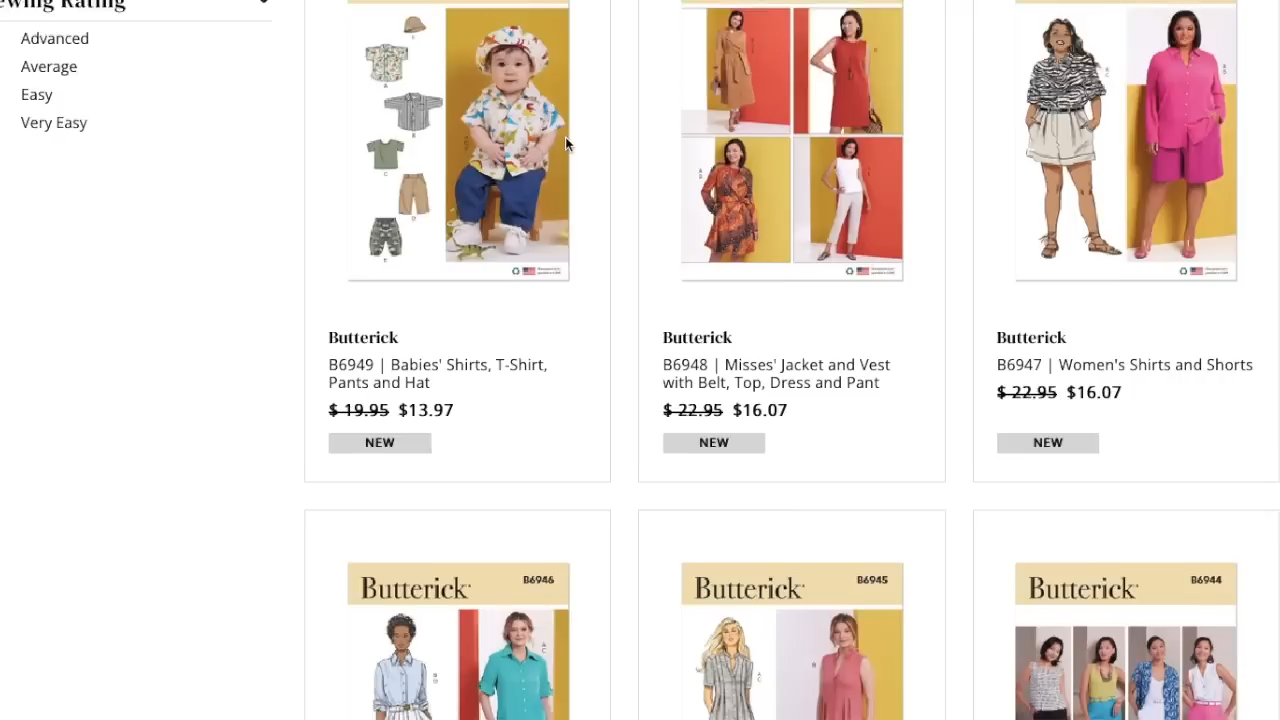 Sewing Rating
Advanced
Average
Easy
Very Easy
A
B
C
D
E
F
Butterick
B6949 | Babies' Shirts, T-Shirt,
Pants and Hat
$ 19.95 $13.97
NEW
Butterick
B6948 | Misses' Jacket and Vest
with Belt, Top, Dress and Pant
$ 22.95 $16.07
NEW
Butterick
B6947 | Women's Shirts and Shorts
$ 22.95 $16.07
NEW
Butterick B6946
Butterick B6945
Butterick B6944